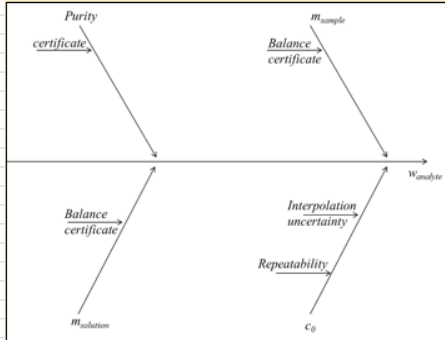 Purity
certificate
m_sample
Balance
certificate
w_analyte
Balance
certificate
m_solution
Interpolation
uncertainty
Repeatability
c_0